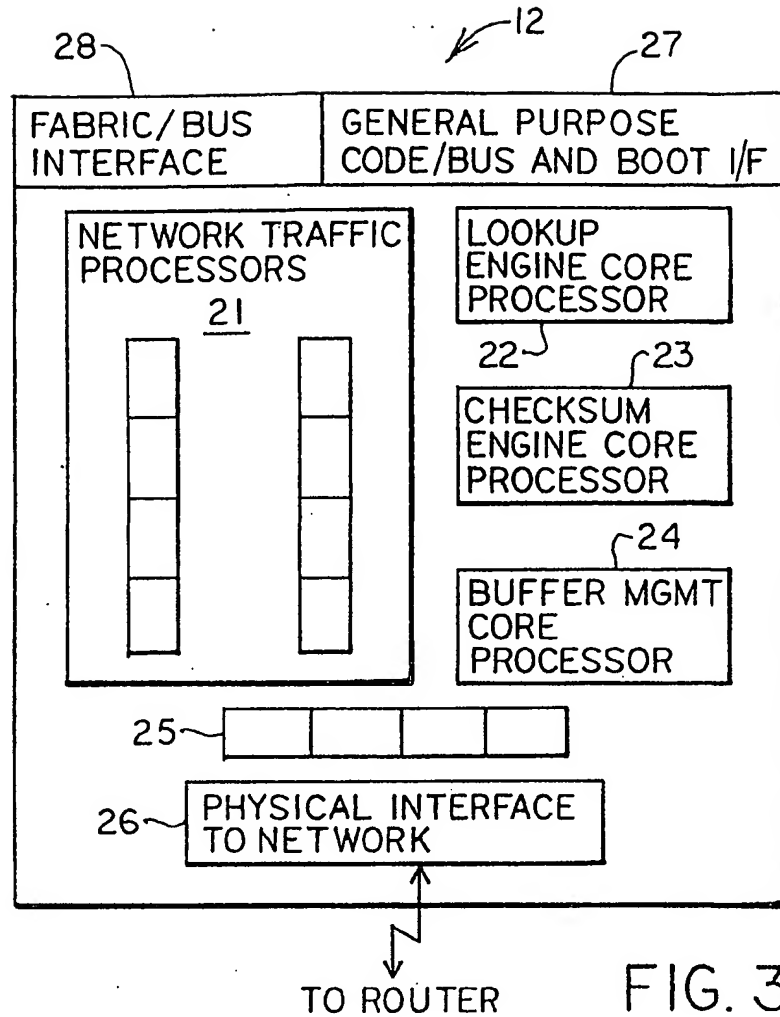 12
28
27
FABRIC/BUS
INTERFACE
GENERAL PURPOSE
CODE/BUS AND BOOT I/F
NETWORK TRAFFIC
PROCESSORS
21
LOOKUP
ENGINE CORE
PROCESSOR
22
23
CHECKSUM
ENGINE CORE
PROCESSOR
24
BUFFER MGMT
CORE
PROCESSOR
25
26
PHYSICAL INTERFACE
TO NETWORK
TO ROUTER
FIG. 3